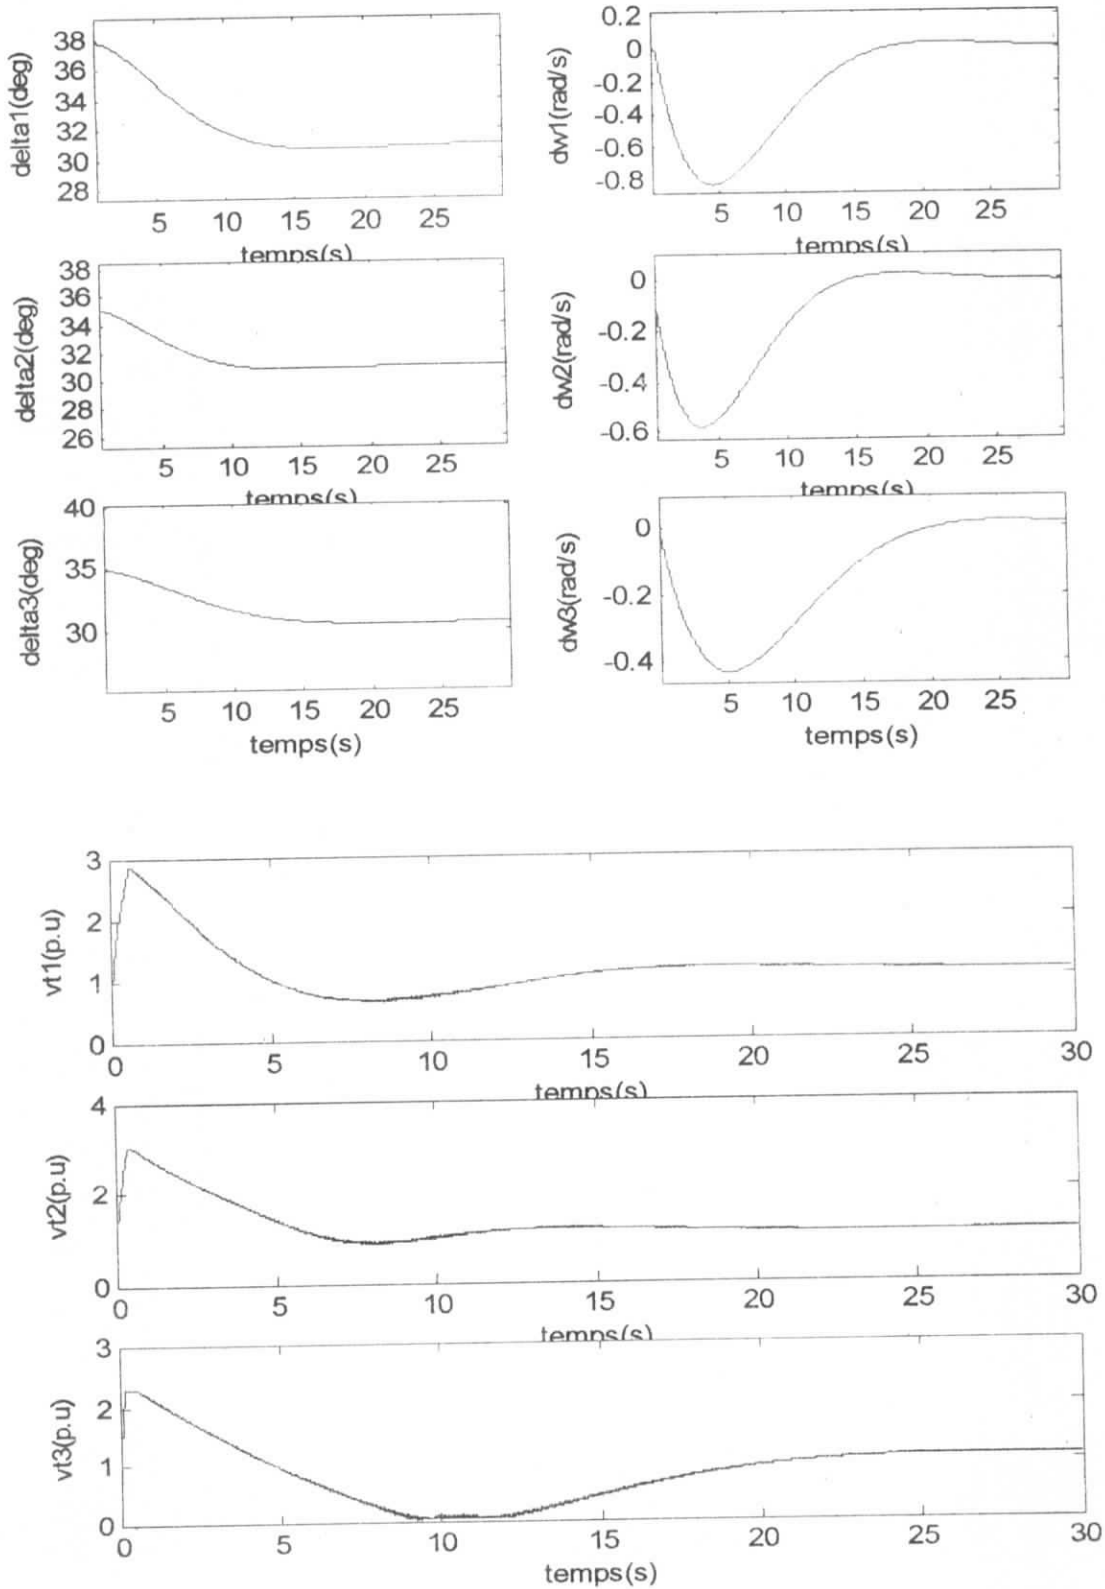 delta1(deg)
38
36
34
32
30
28
5 10 15 20 25
temps(s)
dw1(rad/s)
0.2
0
-0.2
-0.4
-0.6
-0.8
5 10 15 20 25
temps(s)
delta2(deg)
38
36
34
32
30
28
26
5 10 15 20 25
temps(s)
dw2(rad/s)
0
-0.2
-0.4
-0.6
5 10 15 20 25
temps(s)
delta3(deg)
40
35
30
5 10 15 20 25
temps(s)
dw3(rad/s)
0
-0.2
-0.4
5 10 15 20 25
temps(s)
vt1(p.u)
3
2
1
0
0 5 10 15 20 25 30
temps(s)
vt2(p.u)
4
2
0
0 5 10 15 20 25 30
temps(s)
vt3(p.u)
3
2
1
0
0 5 10 15 20 25 30
temps(s)